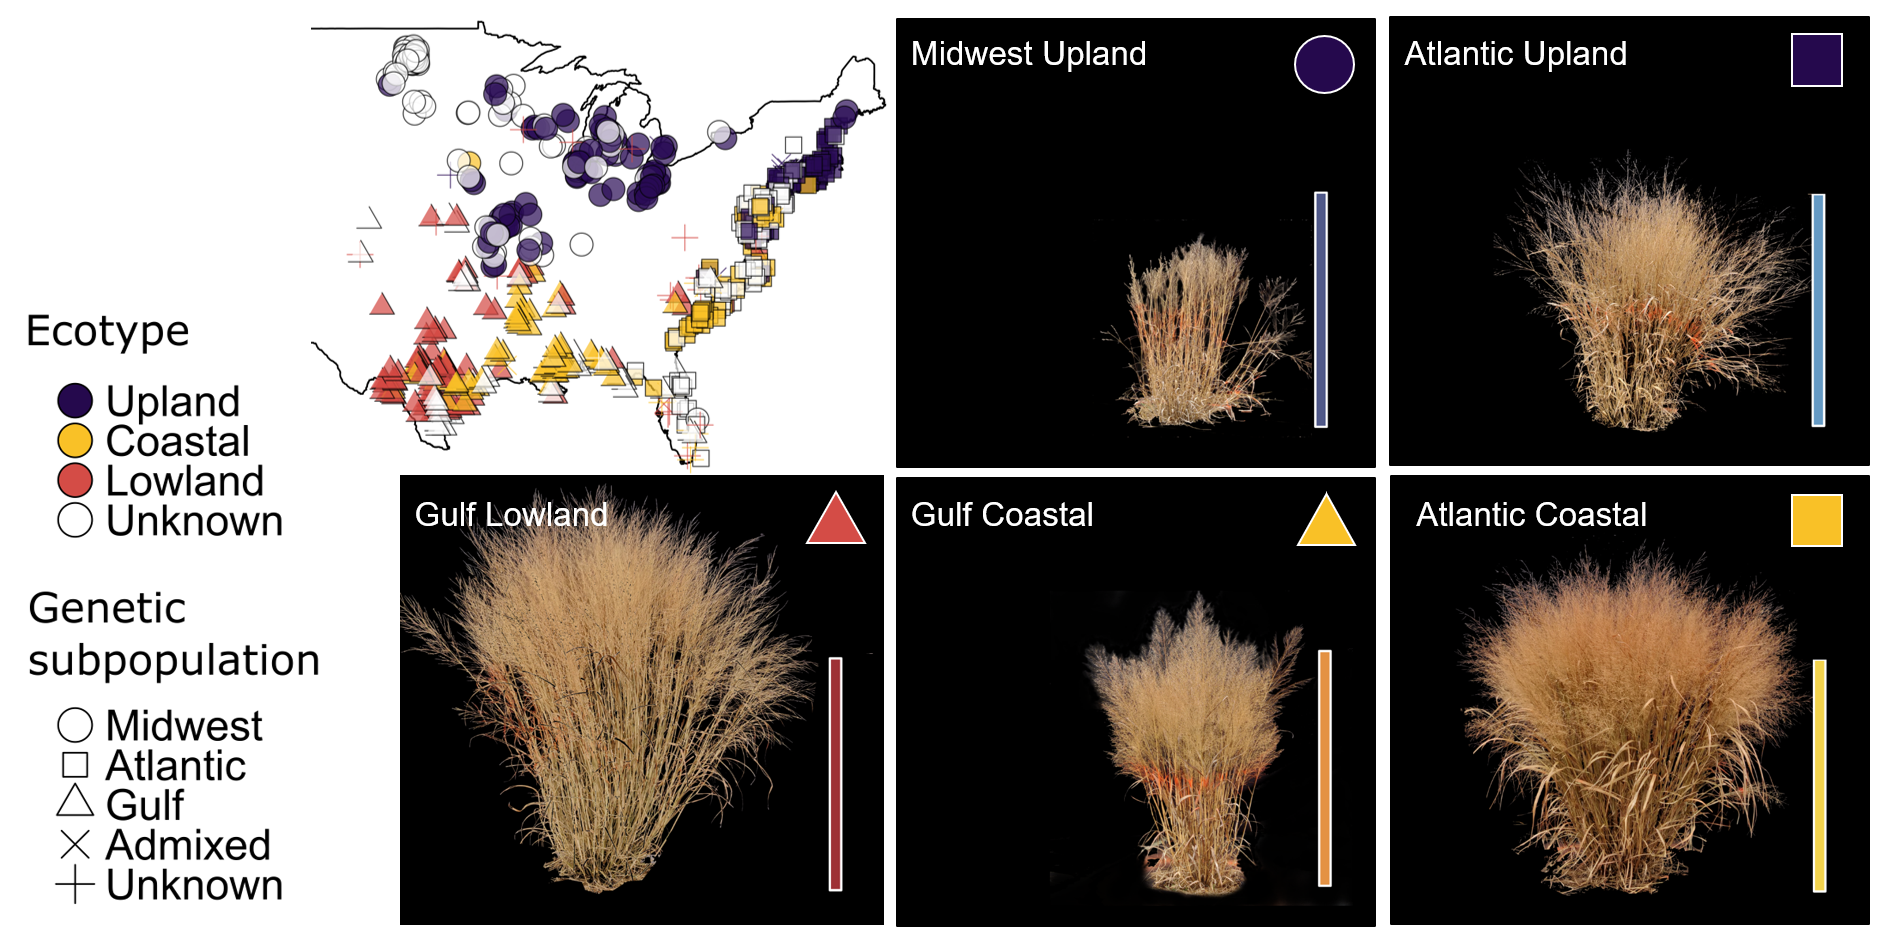 Midwest Upland
Atlantic Upland
Ecotype
Upland
Coastal
Lowland
Unknown
Gulf Lowland
Gulf Coastal
Atlantic Coastal
Genetic
subpopulation
Midwest
Atlantic
Gulf
Admixed
Unknown